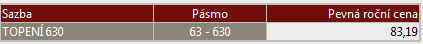 Sazba Pásmo Pevná roční cena
TOPENÍ 630 63 - 630 83,19